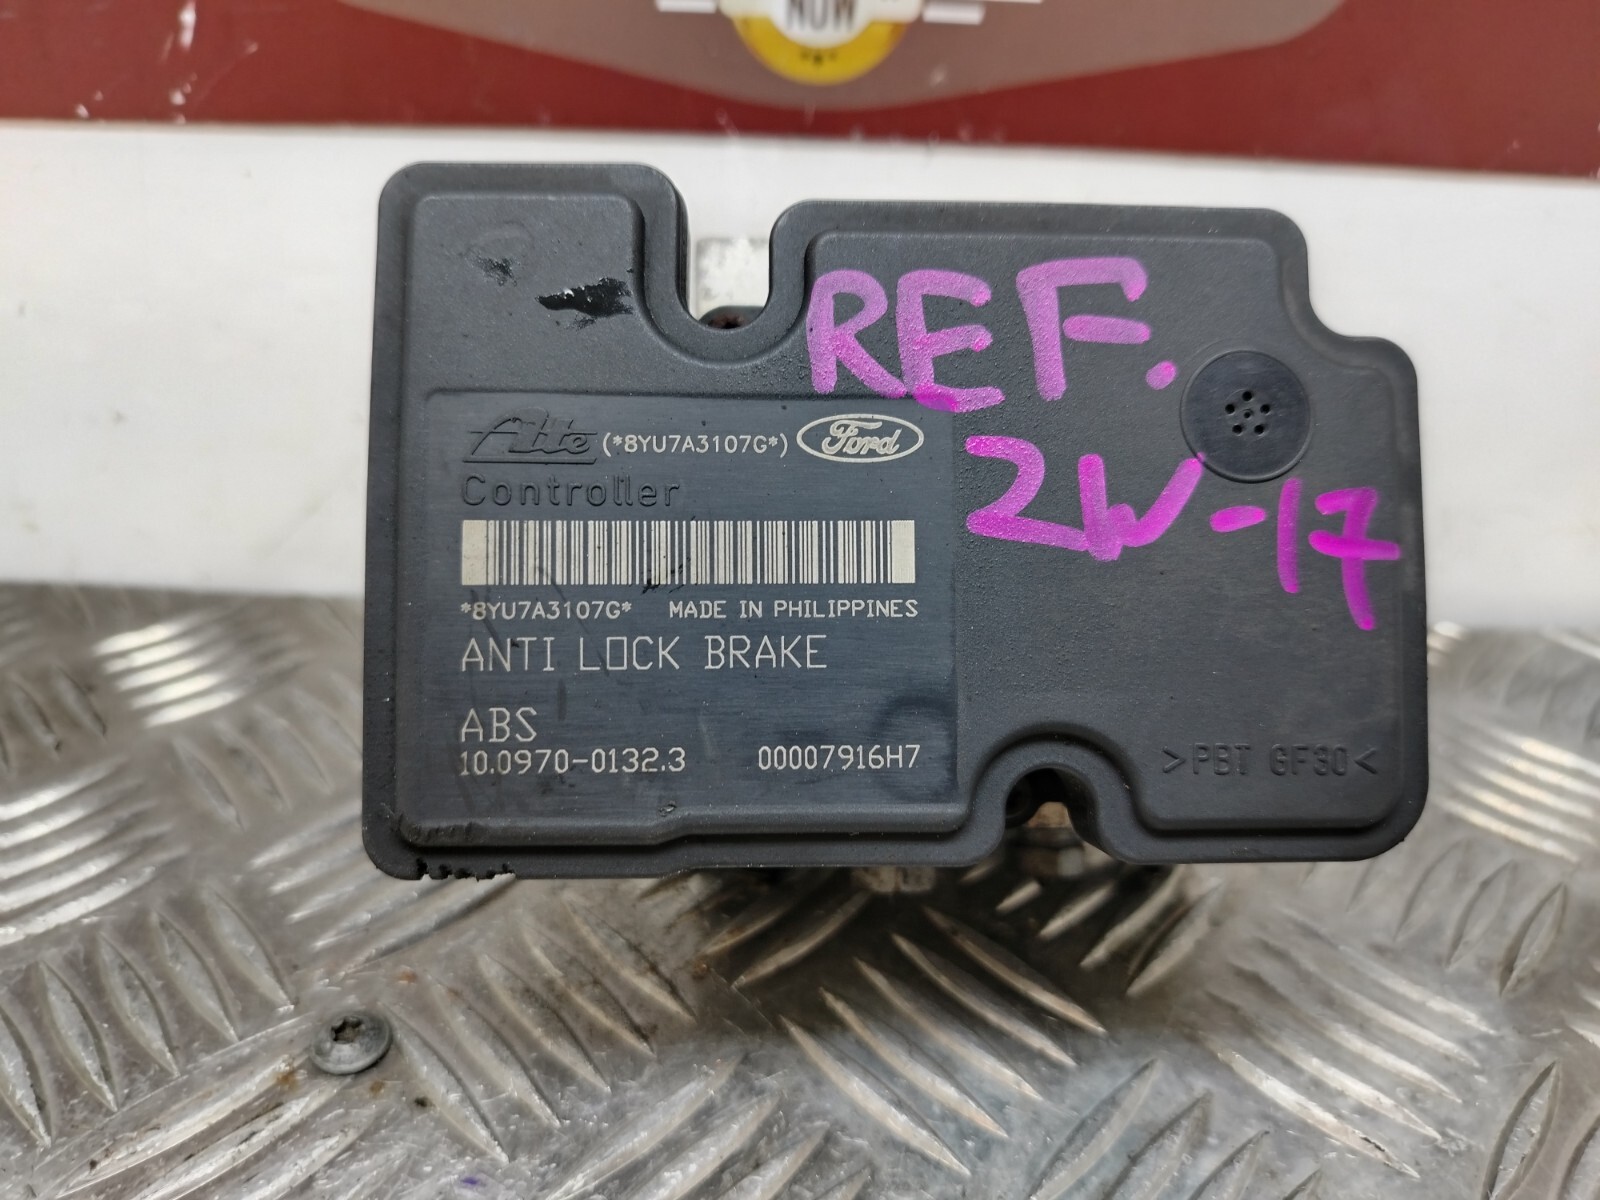 NOW
REF.
2W-17
Ate (*8YU7A3107G*) Ford
Controller
*8YU7A3107G* MADE IN PHILIPPINES
ANTI LOCK BRAKE
ABS
10.0970-0132.3 00007916H7
>PBT GF30<